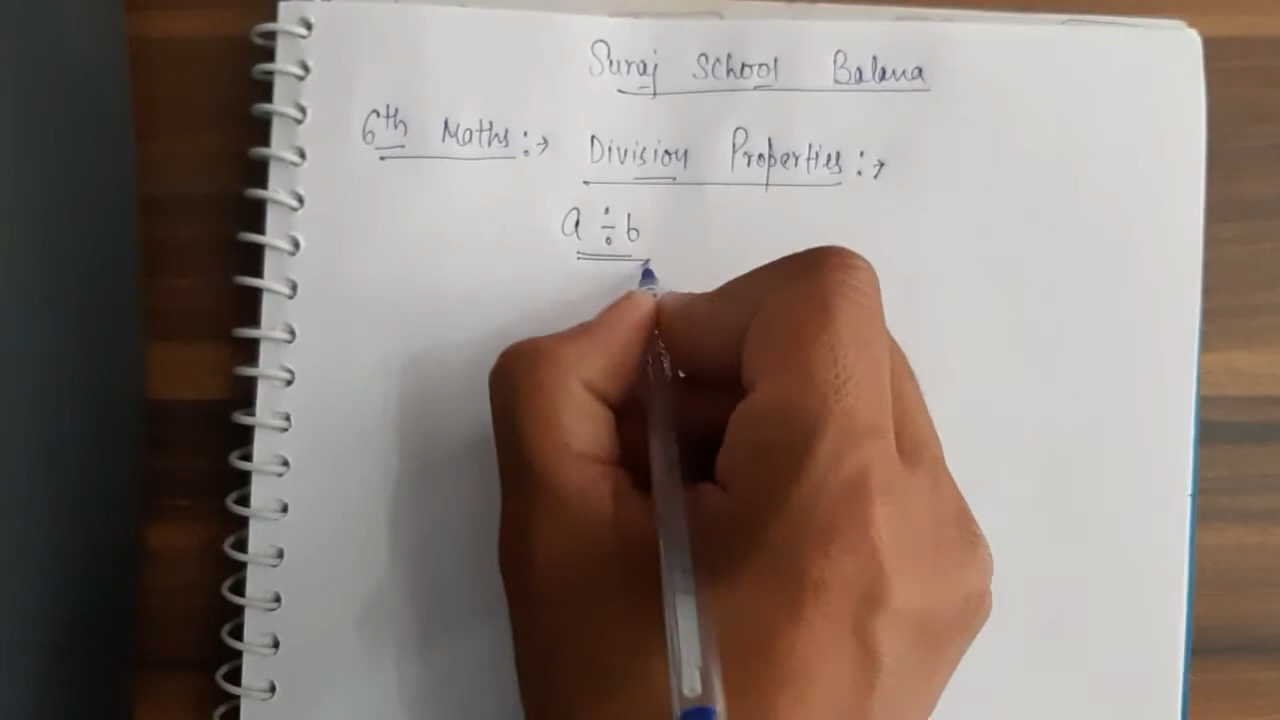 Suraj School Balana
6th Maths :→ Division Properties :→
a ÷ b